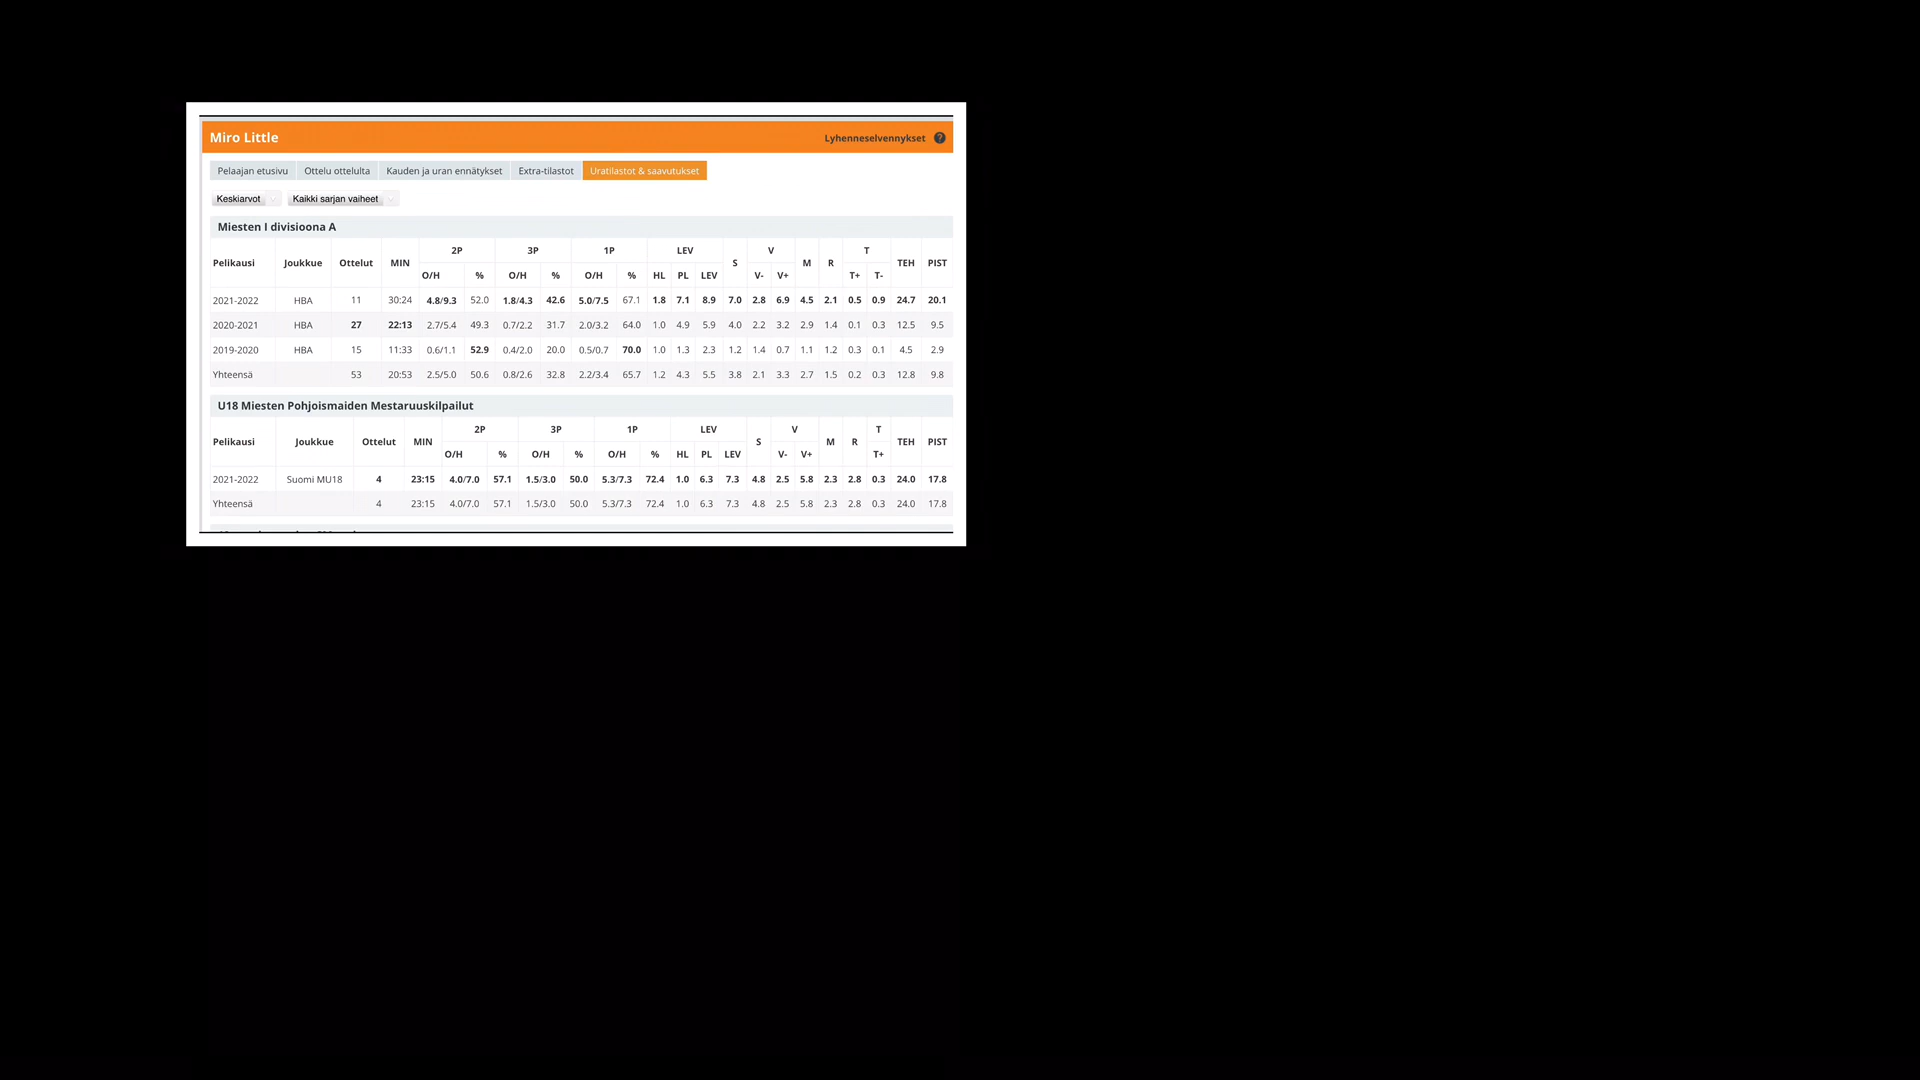 Miro Little Lyhenneselvennykset ?
Pelaajan etusivu Ottelu ottelulta Kauden ja uran ennätykset Extra-tilastot Uratilastot & saavutukset
Keskiarvot Kaikki sarjan vaiheet
Miesten I divisioona A
2P 3P 1P LEV V T
Pelikausi Joukkue Ottelut MIN S M R TEH PIST
O/H % O/H % O/H % HL PL LEV V- V+ T+ T-
2021-2022 HBA 11 30:24 4.8/9.3 52.0 1.8/4.3 42.6 5.0/7.5 67.1 1.8 7.1 8.9 7.0 2.8 6.9 4.5 2.1 0.5 0.9 24.7 20.1
2020-2021 HBA 27 22:13 2.7/5.4 49.3 0.7/2.2 31.7 2.0/3.2 64.0 1.0 4.9 5.9 4.0 2.2 3.2 2.9 1.4 0.1 0.3 12.5 9.5
2019-2020 HBA 15 11:33 0.6/1.1 52.9 0.4/2.0 20.0 0.5/0.7 70.0 1.0 1.3 2.3 1.2 1.4 0.7 1.1 1.2 0.3 0.1 4.5 2.9
Yhteensä 53 20:53 2.5/5.0 50.6 0.8/2.6 32.8 2.2/3.4 65.7 1.2 4.3 5.5 3.8 2.1 3.3 2.7 1.5 0.2 0.3 12.8 9.8
U18 Miesten Pohjoismaiden Mestaruuskilpailut
2P 3P 1P LEV V T
Pelikausi Joukkue Ottelut MIN S M R TEH PIST
O/H % O/H % O/H % HL PL LEV V- V+ T+
2021-2022 Suomi MU18 4 23:15 4.0/7.0 57.1 1.5/3.0 50.0 5.3/7.3 72.4 1.0 6.3 7.3 4.8 2.5 5.8 2.3 2.8 0.3 24.0 17.8
Yhteensä 4 23:15 4.0/7.0 57.1 1.5/3.0 50.0 5.3/7.3 72.4 1.0 6.3 7.3 4.8 2.5 5.8 2.3 2.8 0.3 24.0 17.8